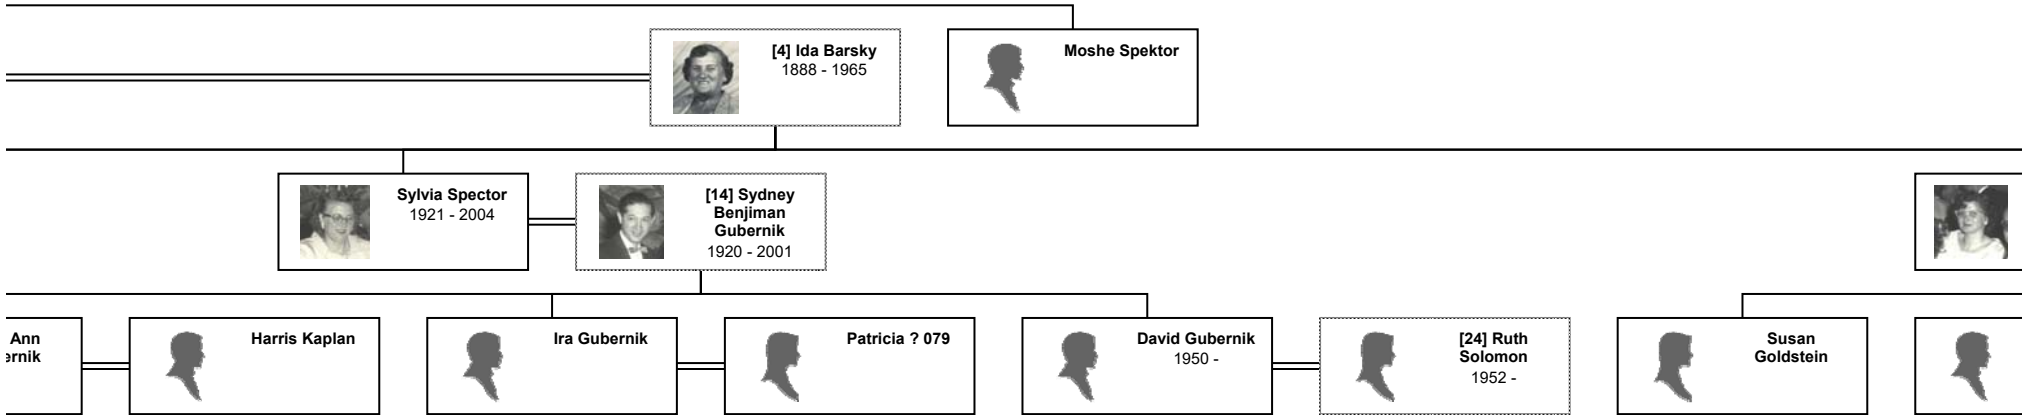 [4] Ida Barsky
1888 - 1965
Moshe Spektor
Sylvia Spector
1921 - 2004
[14] Sydney
Benjiman
Gubernik
1920 - 2001
Ann
ernik
Harris Kaplan
Ira Gubernik
Patricia ? 079
David Gubernik
1950 -
[24] Ruth
Solomon
1952 -
Susan
Goldstein